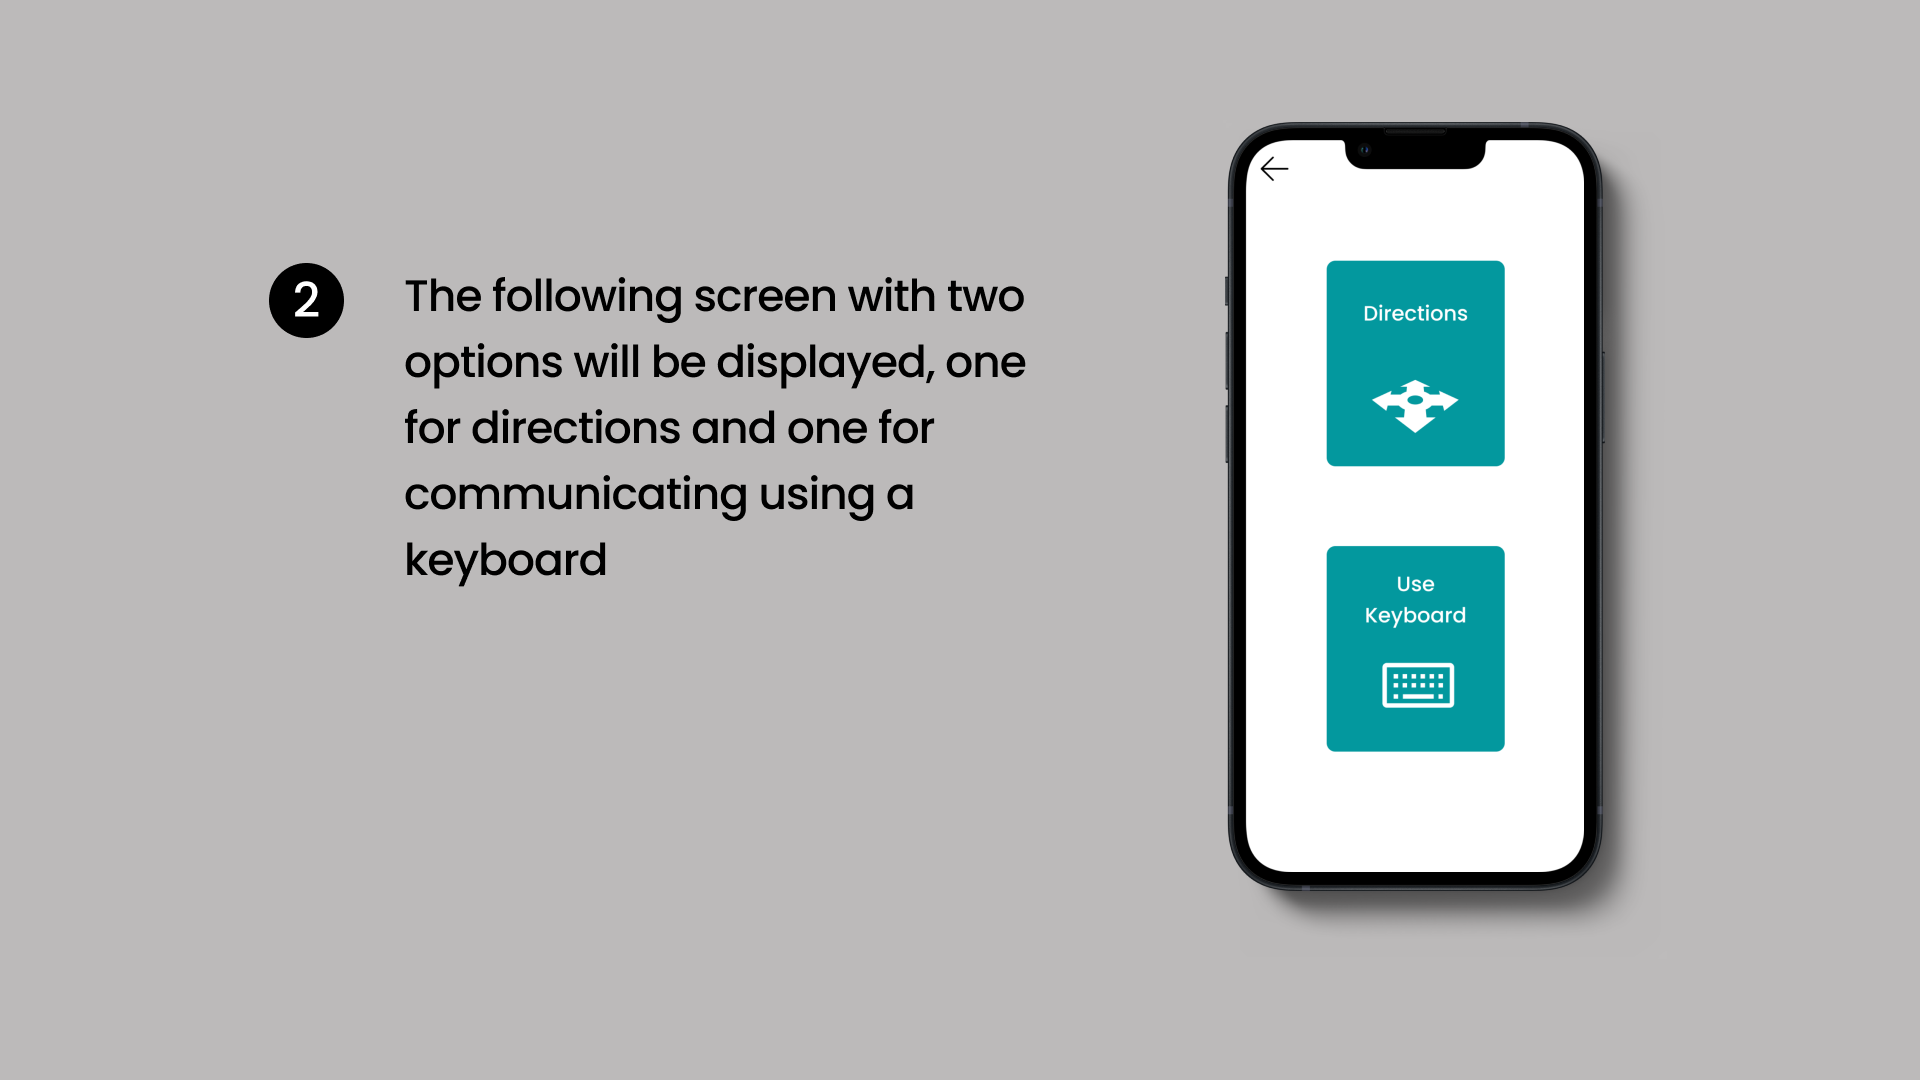 2
The following screen with two
options will be displayed, one
for directions and one for
communicating using a
keyboard
Directions
Use
Keyboard